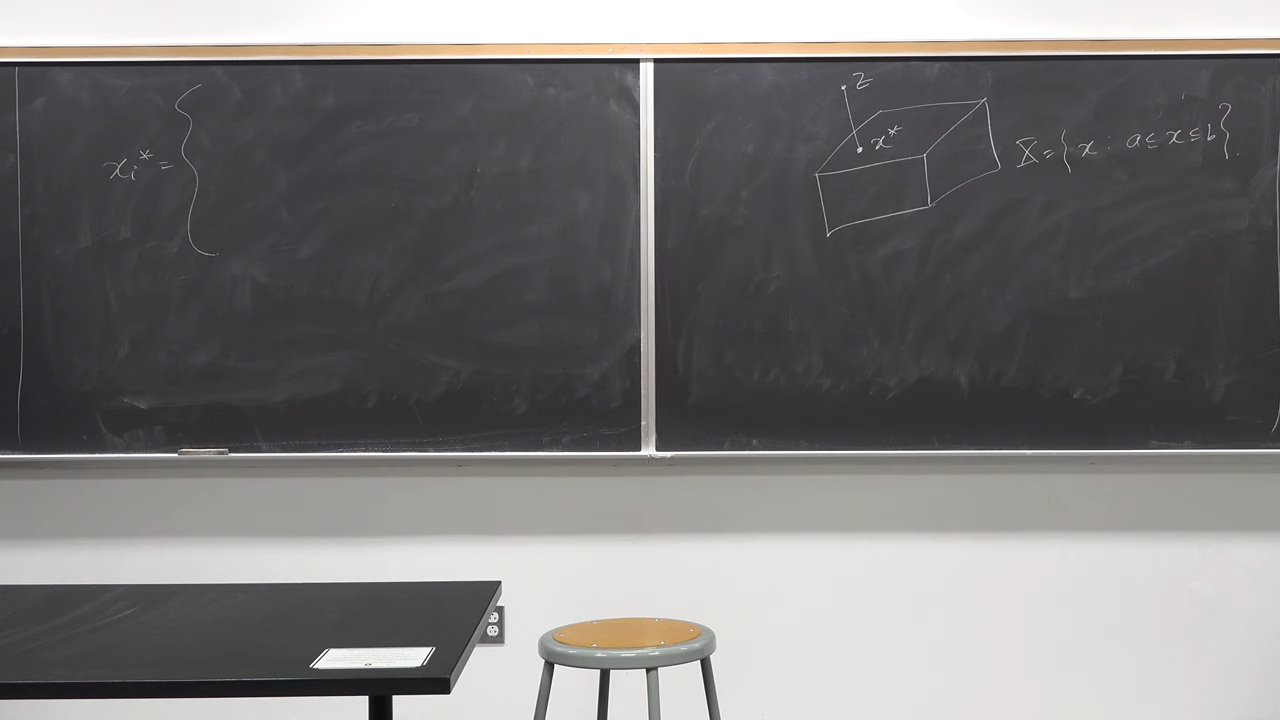 xᵢ* = {
z
x*
X = { x : a ≤ x ≤ b }.